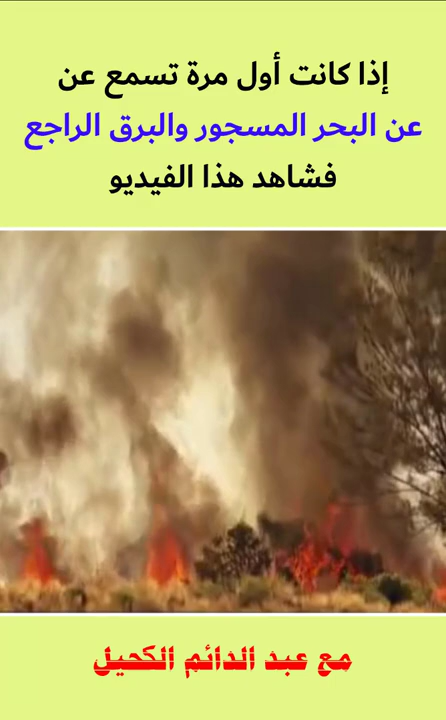 إذا كانت أول مرة تسمع عن
عن البحر المسجور والبرق الراجع
فشاهد هذا الفيديو
مع عبد الدائم الكحيل